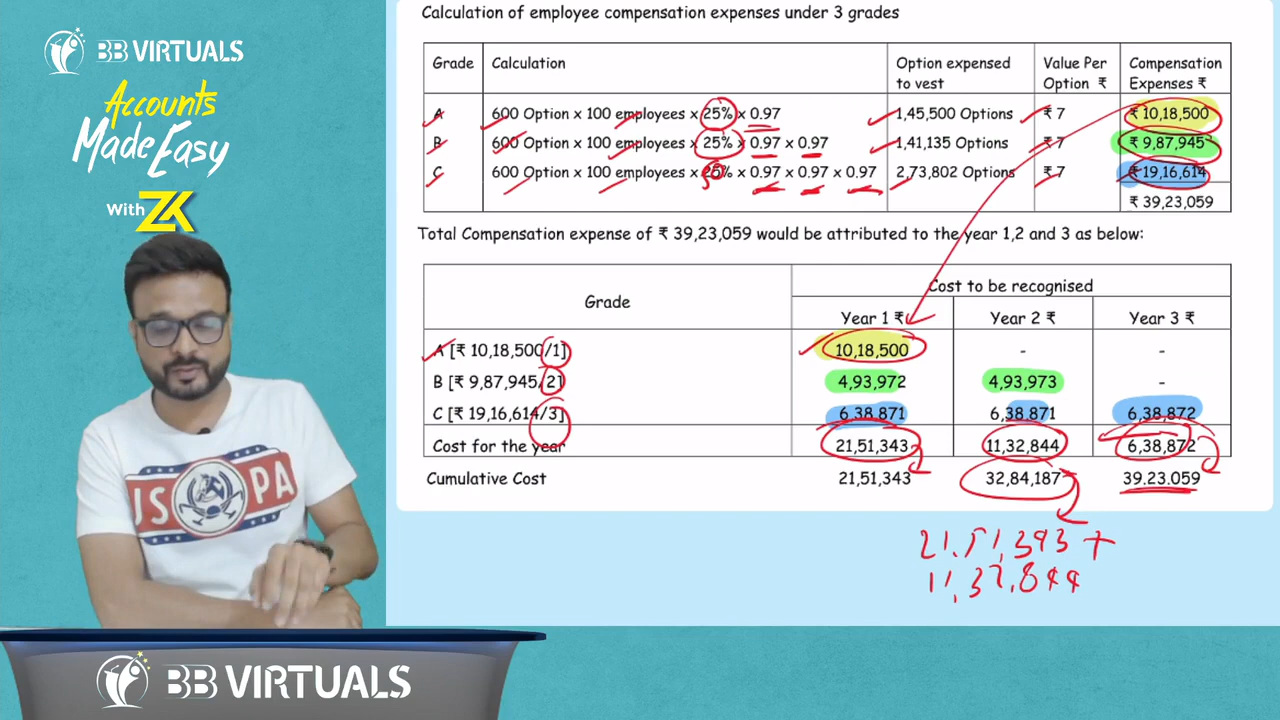 BB VIRTUALS
Accounts
Made Easy
With ZK
Calculation of employee compensation expenses under 3 grades
Grade Calculation Option expensed to vest Value Per Option ₹ Compensation Expenses ₹
A 600 Option x 100 employees x 25% x 0.97 1,45,500 Options ₹ 7 ₹ 10,18,500
B 600 Option x 100 employees x 25% x 0.97 x 0.97 1,41,135 Options ₹ 7 ₹ 9,87,945
C 600 Option x 100 employees x x 0.97 x 0.97 x 0.97 2,73,802 Options ₹ 7 ₹ 19,16,614
₹ 39,23,059
Total Compensation expense of ₹ 39,23,059 would be attributed to the year 1,2 and 3 as below:
Grade Cost to be recognised
Year 1 ₹ Year 2 ₹ Year 3 ₹
A [₹ 10,18,500/1] 10,18,500 - -
B [₹ 9,87,945/2] 4,93,972 4,93,973 -
C [₹ 19,16,614/3] 6,38,871 6,38,871 6,38,872
Cost for the year 21,51,343 11,32,844 6,38,872
Cumulative Cost 21,51,343 32,84,187 39,23,059
21,51,343 +
11,32,844
USPA
BB VIRTUALS